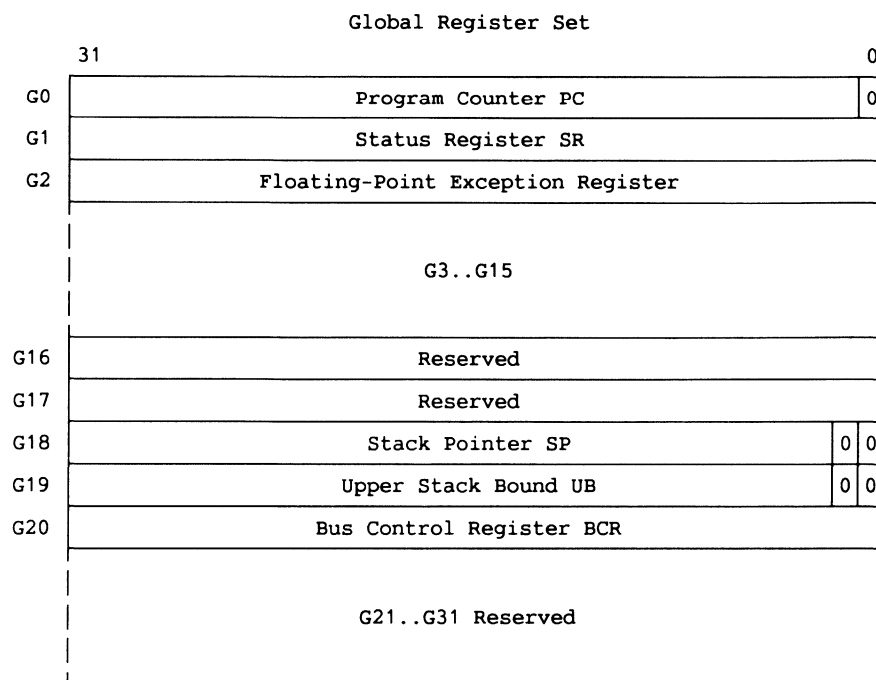 Global Register Set
31 0
G0 Program Counter PC 0
G1 Status Register SR
G2 Floating-Point Exception Register
G3..G15
G16 Reserved
G17 Reserved
G18 Stack Pointer SP 0 0
G19 Upper Stack Bound UB 0 0
G20 Bus Control Register BCR
G21..G31 Reserved